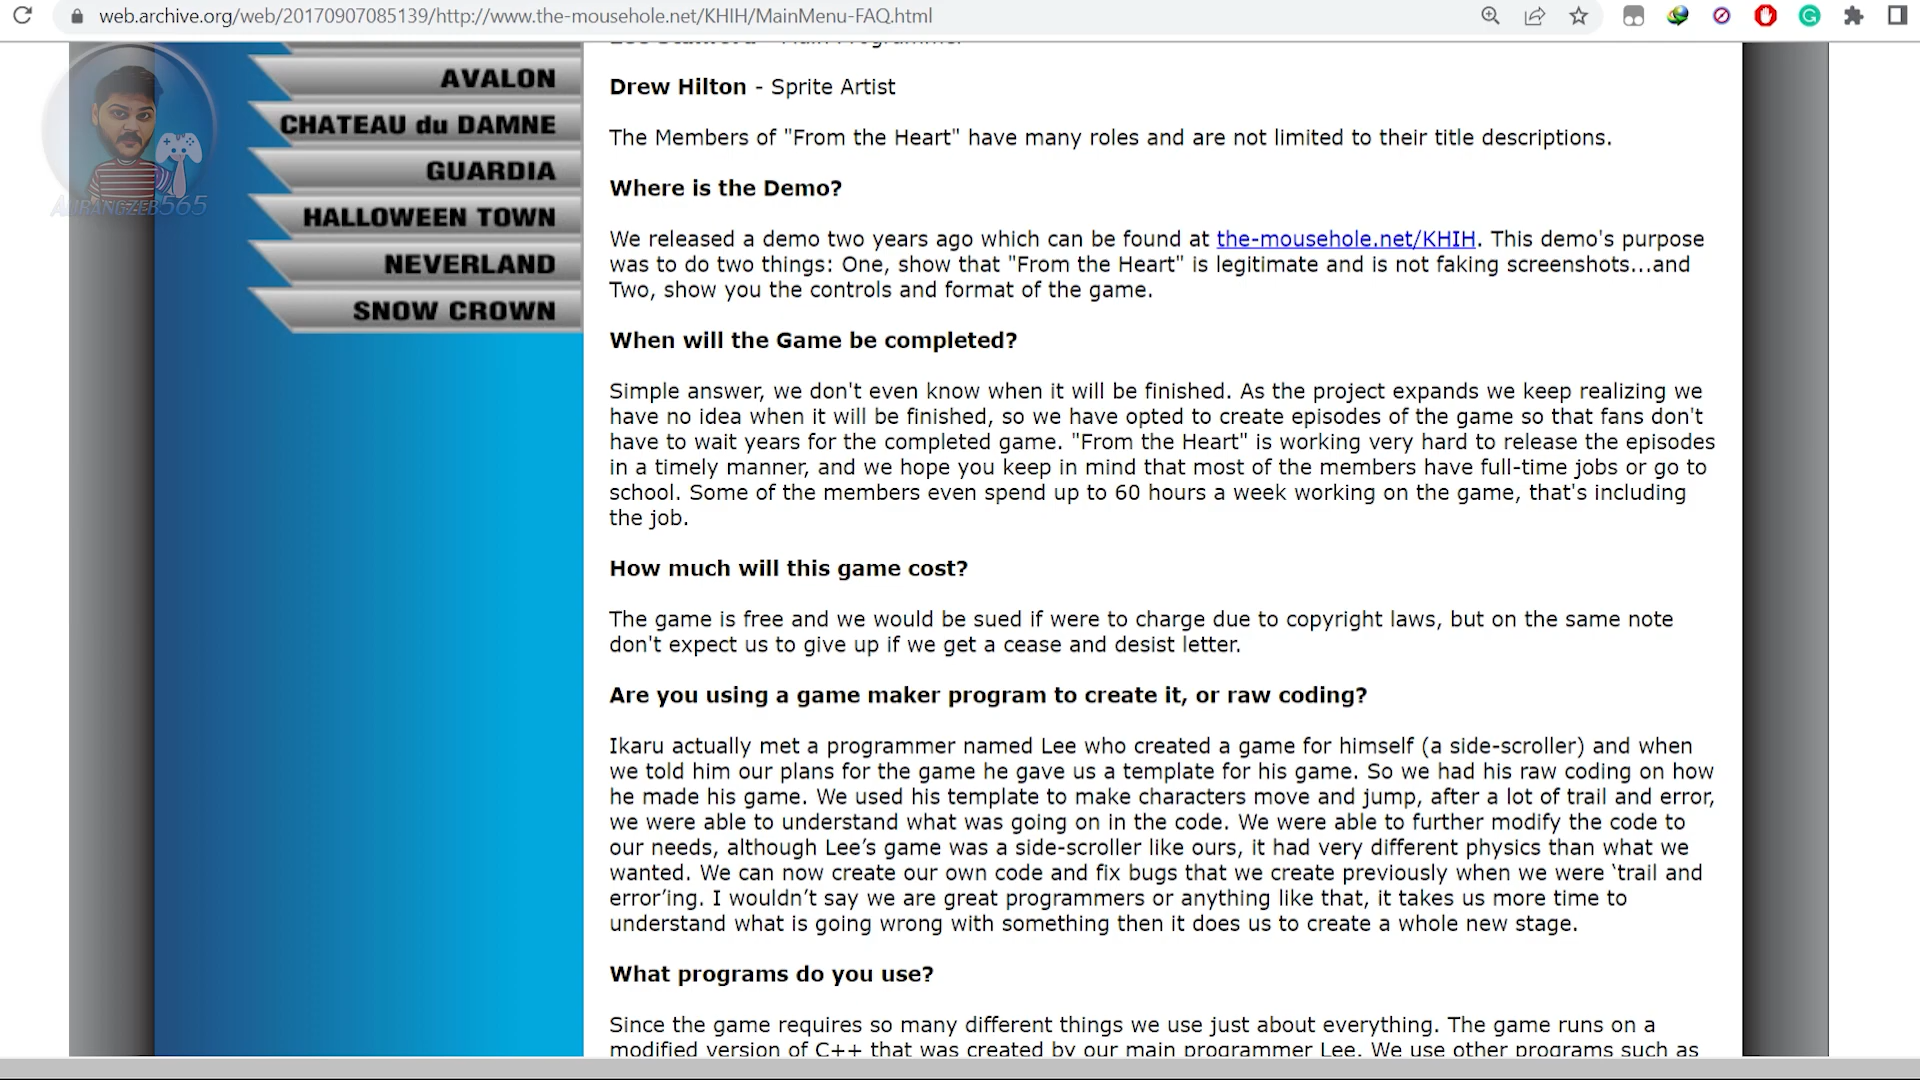 web.archive.org/web/20170907085139/http://www.the-mousehole.net/KHIH/MainMenu-FAQ.html
AVALON
CHATEAU du DAMNE
GUARDIA
HALLOWEEN TOWN
NEVERLAND
SNOW CROWN
AURANGZEB565
Drew Hilton - Sprite Artist
The Members of "From the Heart" have many roles and are not limited to their title descriptions.
Where is the Demo?
We released a demo two years ago which can be found at the-mousehole.net/KHIH. This demo's purpose
was to do two things: One, show that "From the Heart" is legitimate and is not faking screenshots...and
Two, show you the controls and format of the game.
When will the Game be completed?
Simple answer, we don't even know when it will be finished. As the project expands we keep realizing we
have no idea when it will be finished, so we have opted to create episodes of the game so that fans don't
have to wait years for the completed game. "From the Heart" is working very hard to release the episodes
in a timely manner, and we hope you keep in mind that most of the members have full-time jobs or go to
school. Some of the members even spend up to 60 hours a week working on the game, that's including
the job.
How much will this game cost?
The game is free and we would be sued if were to charge due to copyright laws, but on the same note
don't expect us to give up if we get a cease and desist letter.
Are you using a game maker program to create it, or raw coding?
Ikaru actually met a programmer named Lee who created a game for himself (a side-scroller) and when
we told him our plans for the game he gave us a template for his game. So we had his raw coding on how
he made his game. We used his template to make characters move and jump, after a lot of trail and error,
we were able to understand what was going on in the code. We were able to further modify the code to
our needs, although Lee’s game was a side-scroller like ours, it had very different physics than what we
wanted. We can now create our own code and fix bugs that we create previously when we were ‘trail and
error’ing. I wouldn’t say we are great programmers or anything like that, it takes us more time to
understand what is going wrong with something then it does us to create a whole new stage.
What programs do you use?
Since the game requires so many different things we use just about everything. The game runs on a
modified version of C++ that was created by our main programmer Lee. We use other programs such as